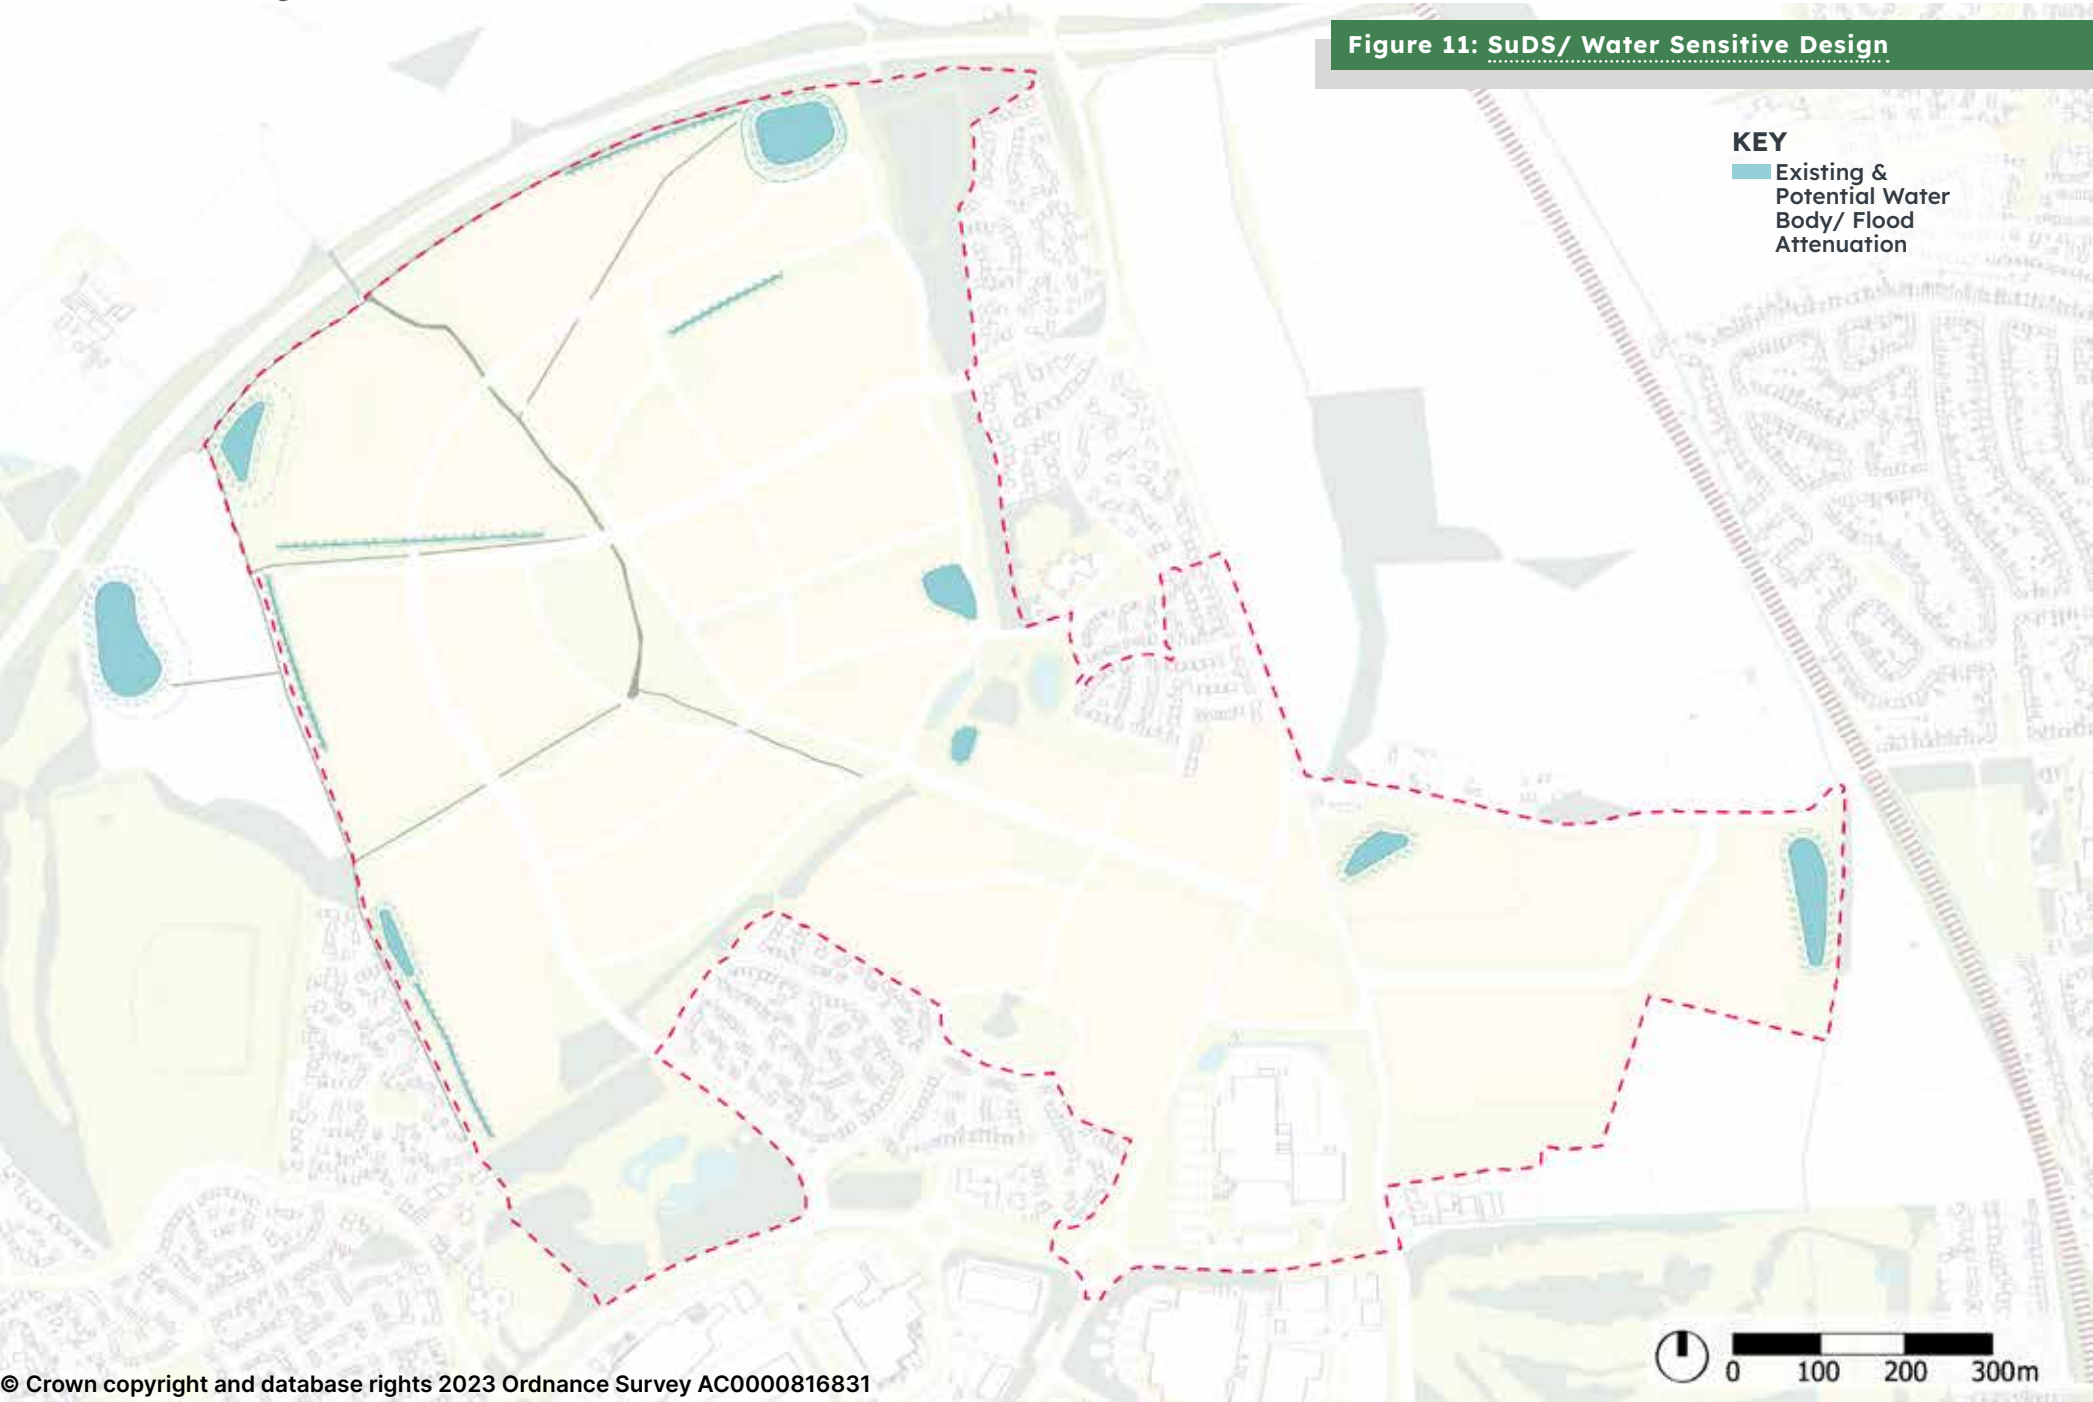 Figure 11: SuDS/ Water Sensitive Design
KEY
Existing &
Potential Water
Body/ Flood
Attenuation
0 100 200 300m
© Crown copyright and database rights 2023 Ordnance Survey AC0000816831